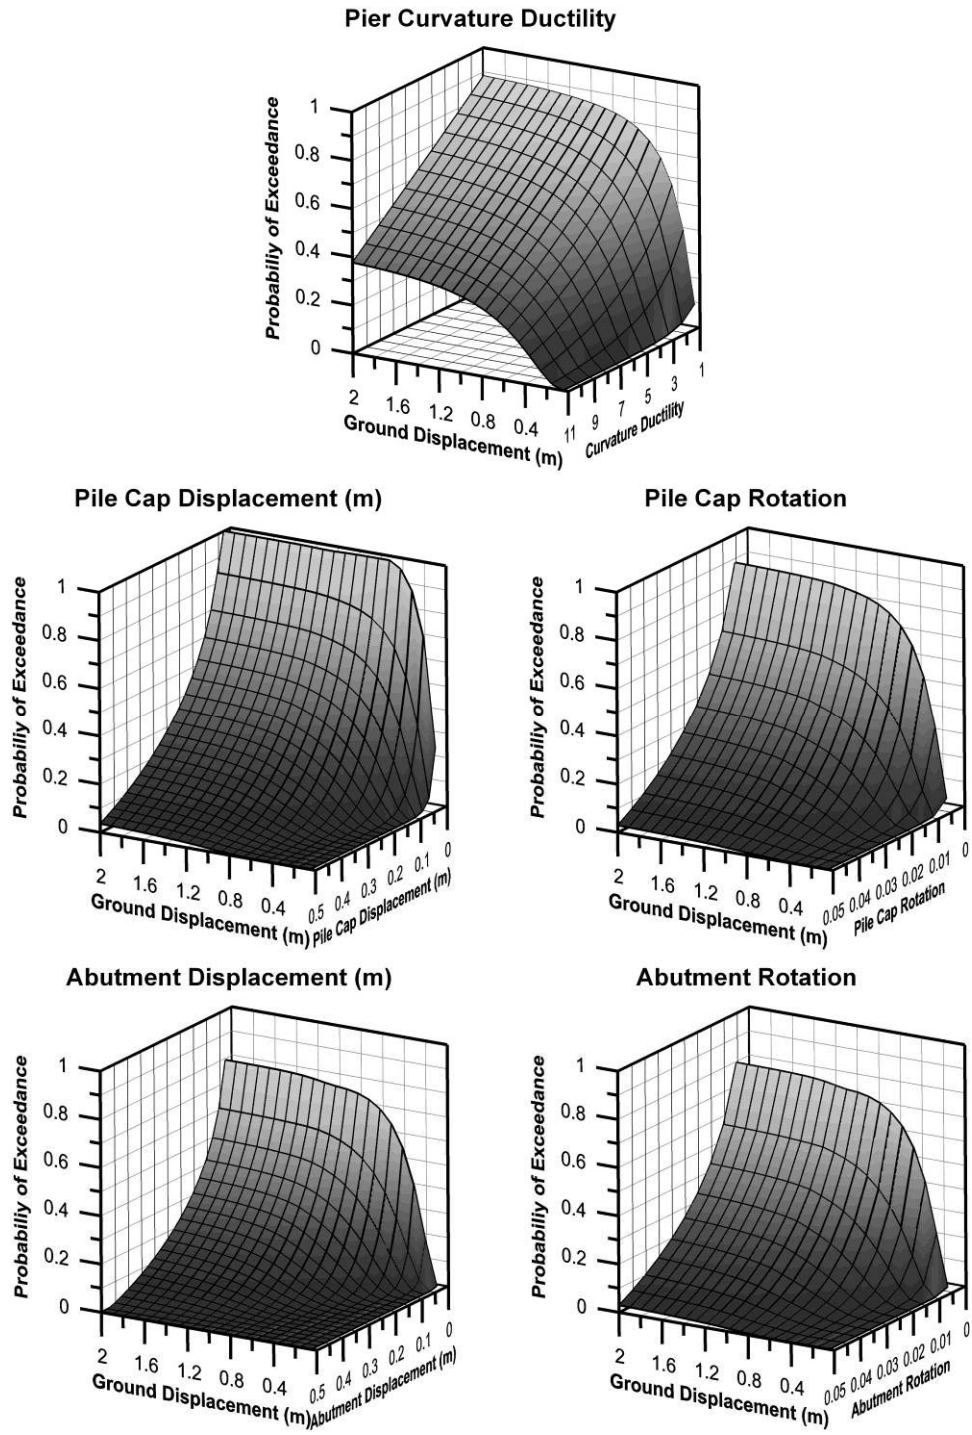 Pier Curvature Ductility
Probabiliy of Exceedance
1
0.8
0.6
0.4
0.2
0
2 1.6 1.2 0.8 0.4
Ground Displacement (m)
11 9 7 5 3 1
Curvature Ductility
Pile Cap Displacement (m)
Probabiliy of Exceedance
1
0.8
0.6
0.4
0.2
0
2 1.6 1.2 0.8 0.4
Ground Displacement (m)
0.5 0.4 0.3 0.2 0.1 0
Pile Cap Displacement (m)
Pile Cap Rotation
Probabiliy of Exceedance
1
0.8
0.6
0.4
0.2
0
2 1.6 1.2 0.8 0.4
Ground Displacement (m)
0.05 0.04 0.03 0.02 0.01 0
Pile Cap Rotation
Abutment Displacement (m)
Probabiliy of Exceedance
1
0.8
0.6
0.4
0.2
0
2 1.6 1.2 0.8 0.4
Ground Displacement (m)
0.5 0.4 0.3 0.2 0.1 0
Abutment Displacement (m)
Abutment Rotation
Probabiliy of Exceedance
1
0.8
0.6
0.4
0.2
0
2 1.6 1.2 0.8 0.4
Ground Displacement (m)
0.05 0.04 0.03 0.02 0.01 0
Abutment Rotation